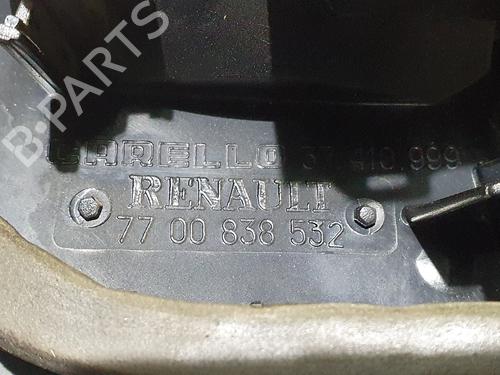 B-PARTS
CARELLO 37 410 999
RENAULT
77 00 838 532